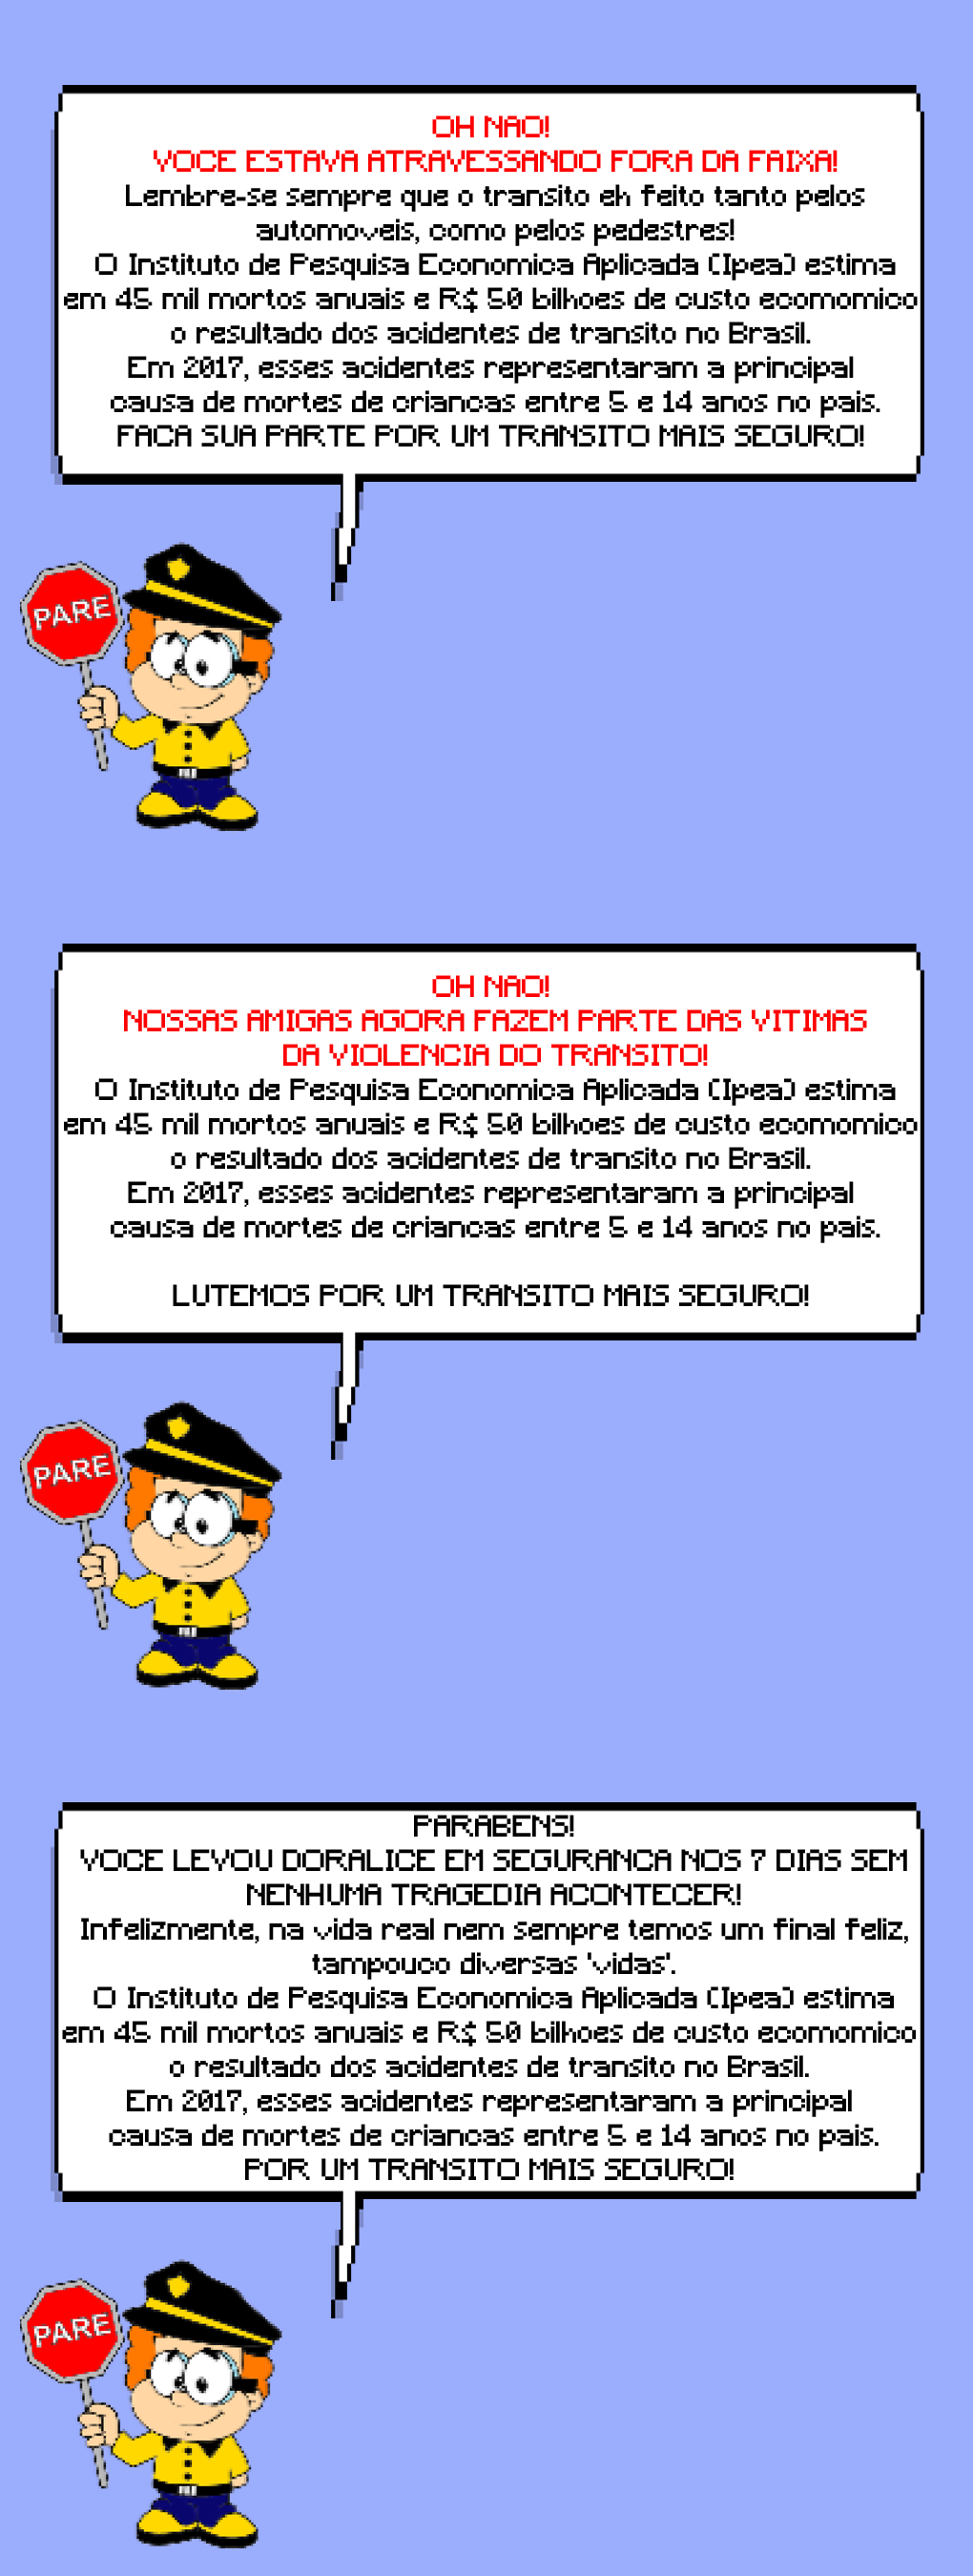 OH NAO!
VOCE ESTAVA ATRAVESSANDO FORA DA FAIXA!
Lembre-se sempre que o transito eh feito tanto pelos
automoveis, como pelos pedestres!
O Instituto de Pesquisa Economica Aplicada (Ipea) estima
em 45 mil mortos anuais e R$ 50 bilhoes de custo ecomomico
o resultado dos acidentes de transito no Brasil.
Em 2017, esses acidentes representaram a principal
causa de mortes de criancas entre 5 e 14 anos no pais.
FACA SUA PARTE POR UM TRANSITO MAIS SEGURO!
PARE
OH NAO!
NOSSAS AMIGAS AGORA FAZEM PARTE DAS VITIMAS
DA VIOLENCIA DO TRANSITO!
O Instituto de Pesquisa Economica Aplicada (Ipea) estima
em 45 mil mortos anuais e R$ 50 bilhoes de custo ecomomico
o resultado dos acidentes de transito no Brasil.
Em 2017, esses acidentes representaram a principal
causa de mortes de criancas entre 5 e 14 anos no pais.
LUTEMOS POR UM TRANSITO MAIS SEGURO!
PARE
PARABENS!
VOCE LEVOU DORALICE EM SEGURANCA NOS 7 DIAS SEM
NENHUMA TRAGEDIA ACONTECER!
Infelizmente, na vida real nem sempre temos um final feliz,
tampouco diversas 'vidas'.
O Instituto de Pesquisa Economica Aplicada (Ipea) estima
em 45 mil mortos anuais e R$ 50 bilhoes de custo ecomomico
o resultado dos acidentes de transito no Brasil.
Em 2017, esses acidentes representaram a principal
causa de mortes de criancas entre 5 e 14 anos no pais.
POR UM TRANSITO MAIS SEGURO!
PARE